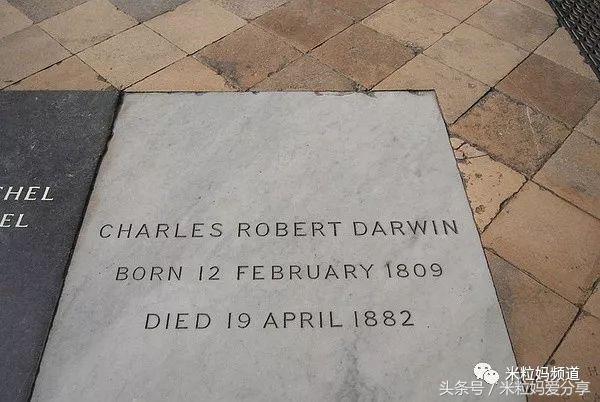 CHEL
EL
CHARLES ROBERT DARWIN
BORN 12 FEBRUARY 1809
DIED 19 APRIL 1882
米粒妈频道
头条号／米粒妈爱分享